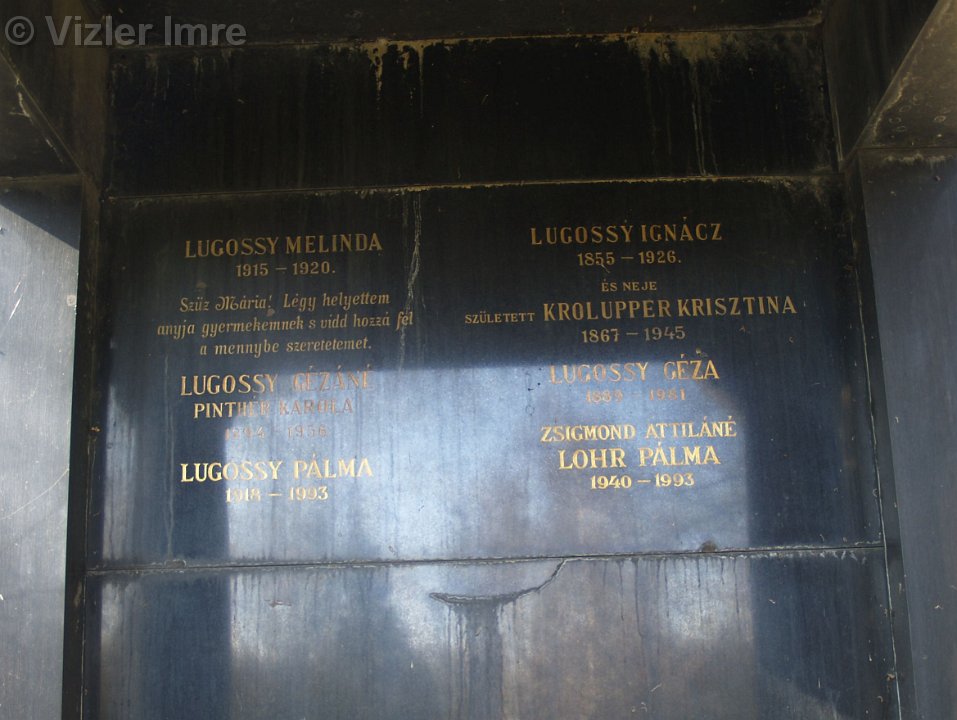 © Vizler Imre
LUGOSSY MELINDA
1915 – 1920.
Szűz Mária! Légy helyettem
anyja gyermekemnek s vidd hozzá fel
a mennybe szeretetemet.
LUGOSSY GÉZÁNÉ
PINTHÉR KAROLA
LUGOSSY PÁLMA
1918 – 1993
LUGOSSY IGNÁCZ
1855 – 1926.
ÉS NEJE
SZÜLETETT KROLUPPER KRISZTINA
1867 – 1945
LUGOSSY GÉZA
ZSIGMOND ATTILÁNÉ
LOHR PÁLMA
1940 – 1993